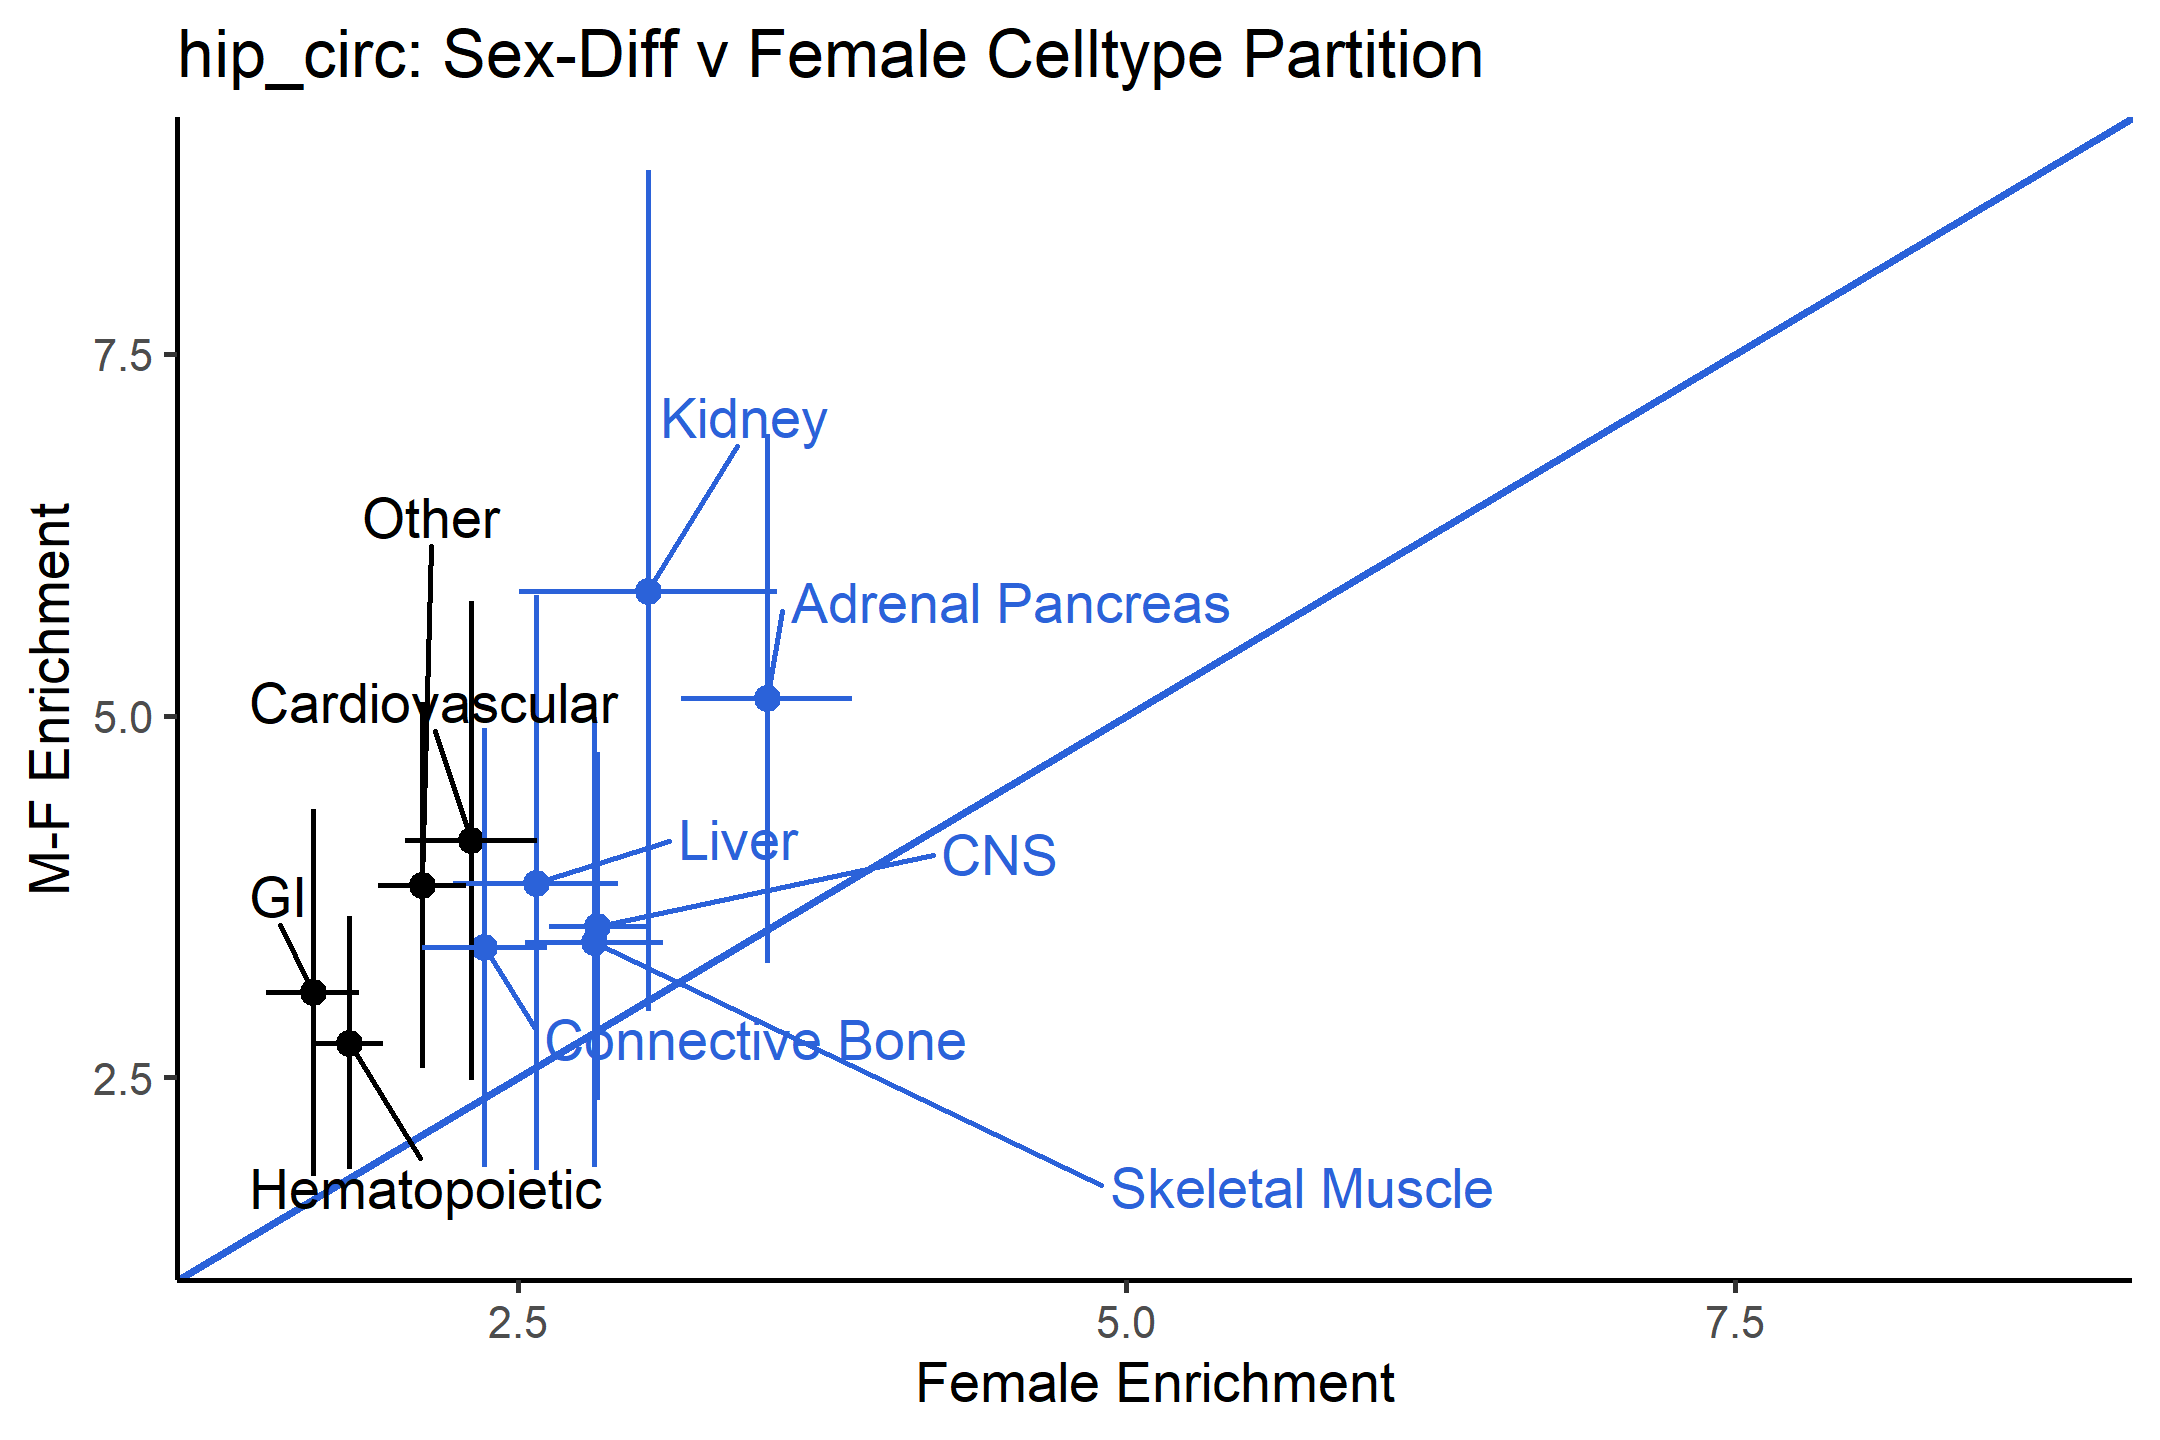 hip_circ: Sex-Diff v Female Celltype Partition
M-F Enrichment
7.5
5.0
2.5
Kidney
Other
Adrenal Pancreas
Cardiovascular
Liver
CNS
GI
Connective Bone
Hematopoietic
Skeletal Muscle
2.5
5.0
7.5
Female Enrichment